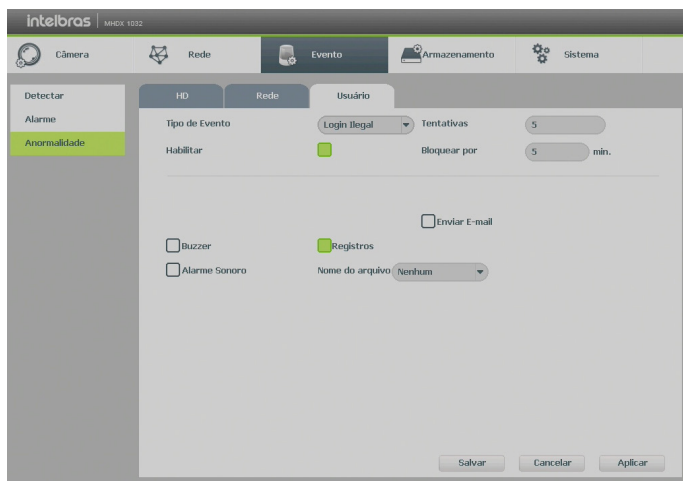 intelbras MHDX 1032
Câmera Rede Evento Armazenamento Sistema
Detectar
Alarme
Anormalidade
HD Rede Usuário
Tipo de Evento Login Ilegal Tentativas 5
Habilitar Bloquear por 5 min.
Enviar E-mail
Buzzer Registros
Alarme Sonoro Nome do arquivo Nenhum
Salvar Cancelar Aplicar